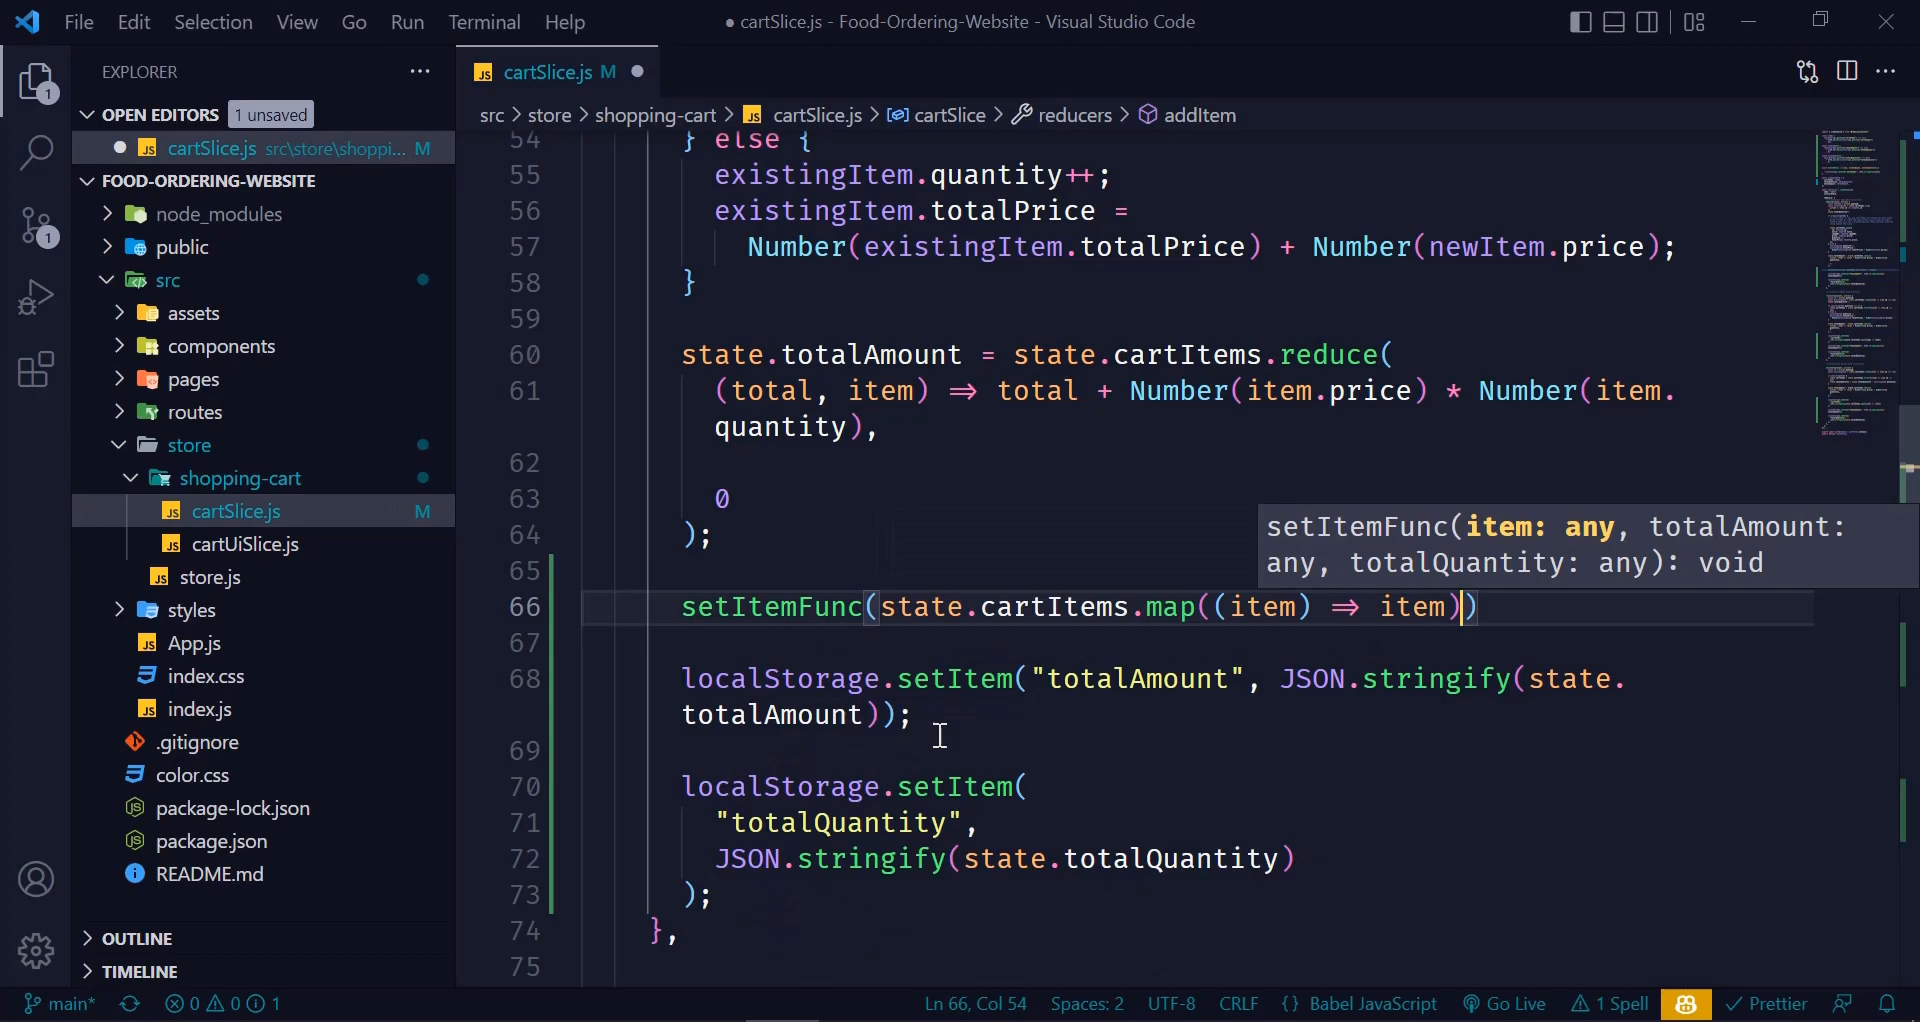 File Edit Selection View Go Run Terminal Help
● cartSlice.js - Food-Ordering-Website - Visual Studio Code
EXPLORER
OPEN EDITORS 1 unsaved
JS cartSlice.js src\store\shoppi... M
FOOD-ORDERING-WEBSITE
node_modules
public
src
assets
components
pages
routes
store
shopping-cart
JS cartSlice.js M
JS cartUiSlice.js
JS store.js
styles
JS App.js
index.css
JS index.js
.gitignore
color.css
package-lock.json
package.json
README.md
OUTLINE
TIMELINE
JS cartSlice.js M
src > store > shopping-cart > JS cartSlice.js > cartSlice > reducers > addItem
54 } else {
55 existingItem.quantity++;
56 existingItem.totalPrice =
57 Number(existingItem.totalPrice) + Number(newItem.price);
58 }
59
60 state.totalAmount = state.cartItems.reduce(
61 (total, item) => total + Number(item.price) * Number(item.
quantity),
62
63 0
64 );
65
setItemFunc(item: any, totalAmount:
any, totalQuantity: any): void
66 setItemFunc(state.cartItems.map((item) => item))
67
68 localStorage.setItem("totalAmount", JSON.stringify(state.
totalAmount));
69
70 localStorage.setItem(
71 "totalQuantity",
72 JSON.stringify(state.totalQuantity)
73 );
74 },
75
main* 0 0 1 Ln 66, Col 54 Spaces: 2 UTF-8 CRLF {} Babel JavaScript Go Live 1 Spell Prettier